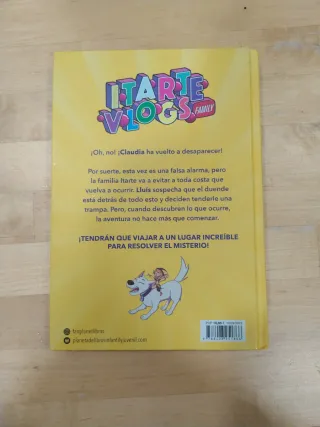 ITARTE
VLOGS
FAMILY
¡Oh, no! ¡Claudia ha vuelto a desaparecer!
Por suerte, esta vez es una falsa alarma, pero
la familia Itarte va a evitar a toda costa que
vuelva a ocurrir. Lluís sospecha que el duende
está detrás de todo esto y deciden tenderle una
trampa. Pero, cuando descubren lo que ocurre,
la aventura no hace más que comenzar.
¡TENDRÁN QUE VIAJAR A UN LUGAR INCREÍBLE
PARA RESOLVER EL MISTERIO!